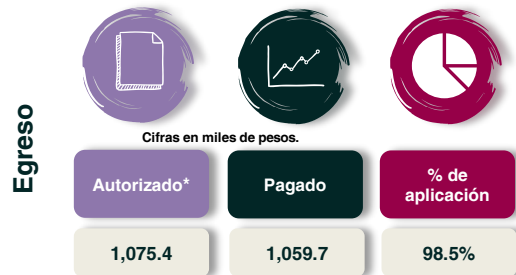 Egreso
Cifras en miles de pesos.
Autorizado*
Pagado
% de
aplicación
1,075.4
1,059.7
98.5%